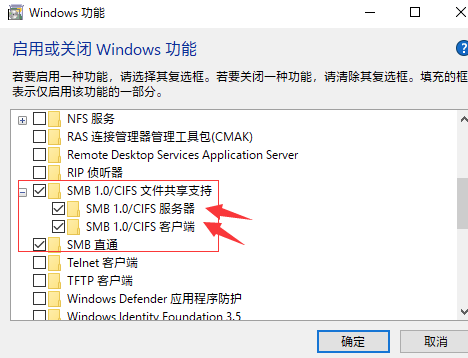 Windows 功能
启用或关闭 Windows 功能
若要启用一种功能，请选择其复选框。若要关闭一种功能，请清除其复选框。填充的框
表示仅启用该功能的一部分。
NFS 服务
RAS 连接管理器管理工具包(CMAK)
Remote Desktop Services Application Server
RIP 侦听器
SMB 1.0/CIFS 文件共享支持
SMB 1.0/CIFS 服务器
SMB 1.0/CIFS 客户端
SMB 直通
Telnet 客户端
TFTP 客户端
Windows Defender 应用程序防护
Windows Identity Foundation 3.5
确定
取消